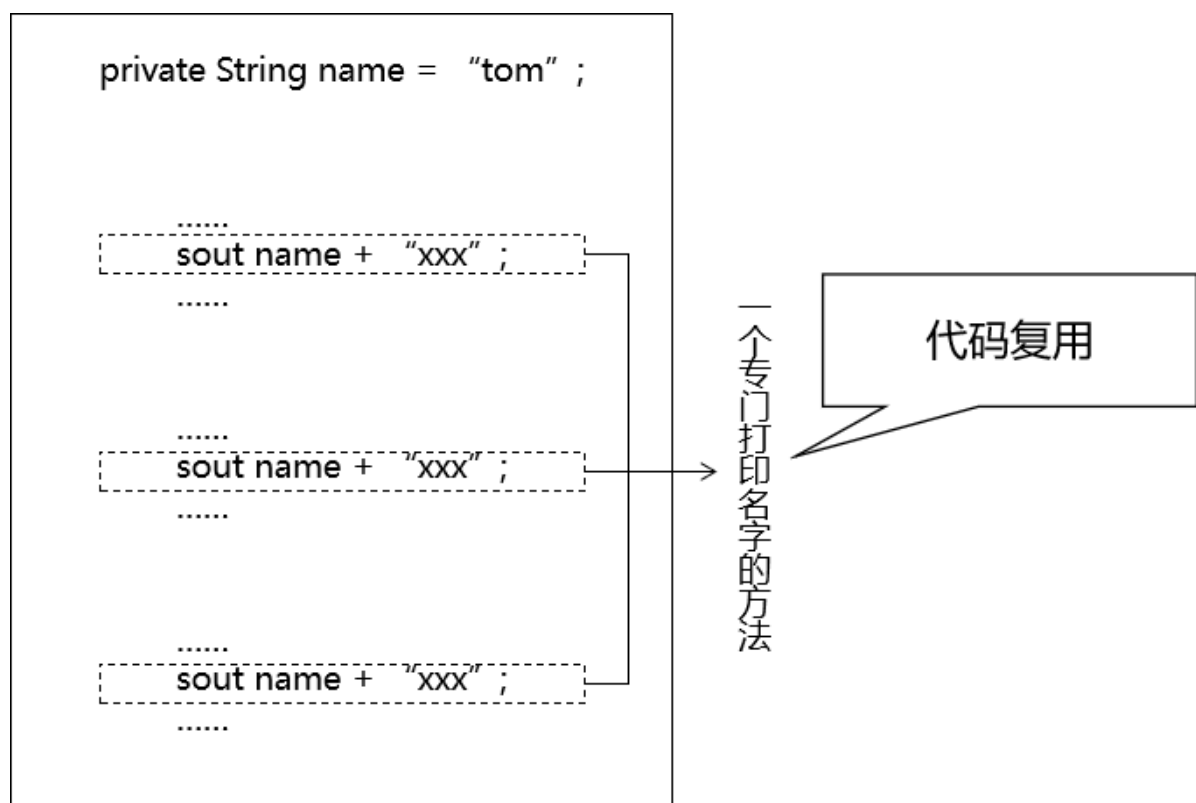 private String name = “tom”;
......
sout name + “xxx”;
......
......
sout name + “xxx”;
......
......
sout name + “xxx”;
......
一个专门打印名字的方法
代码复用